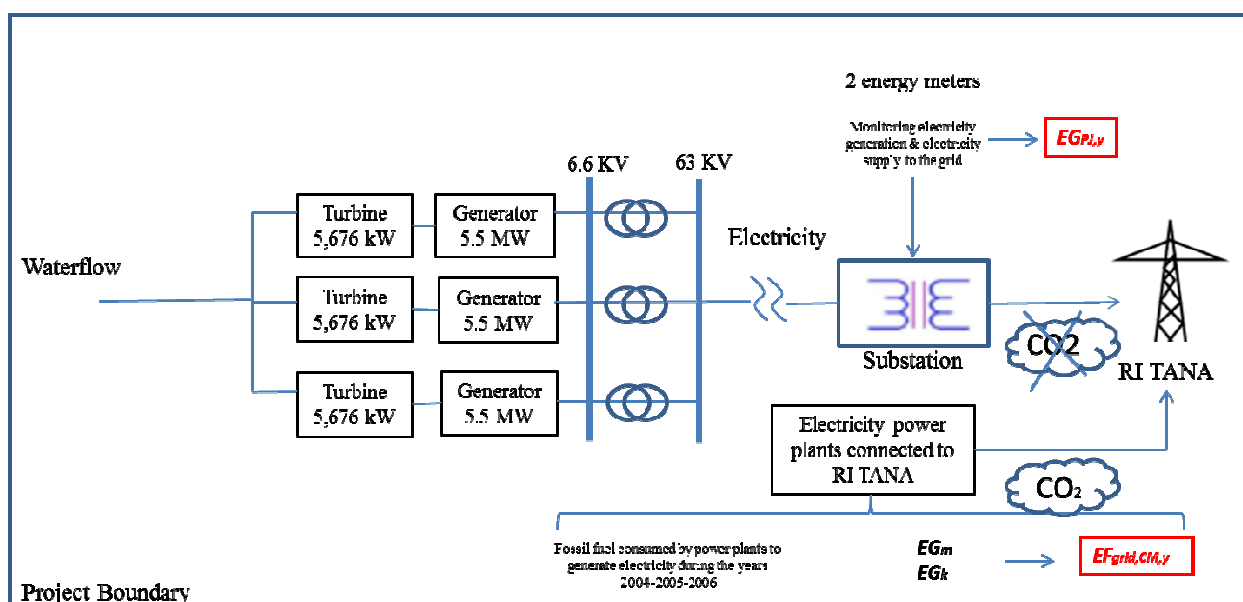 2 energy meters
Monitoring electricity
generation & electricity
supply to the grid
EGPJ,y
6.6 KV
63 KV
Turbine
5,676 kW
Generator
5.5 MW
Electricity
Waterflow
Turbine
5,676 kW
Generator
5.5 MW
Substation
CO2
RI TANA
Turbine
5,676 kW
Generator
5.5 MW
Electricity power
plants connected to
RI TANA
CO₂
Fossil fuel consumed by power plants to
generate electricity during the years
2004-2005-2006
EGm
EGk
EFgrid,CM,y
Project Boundary